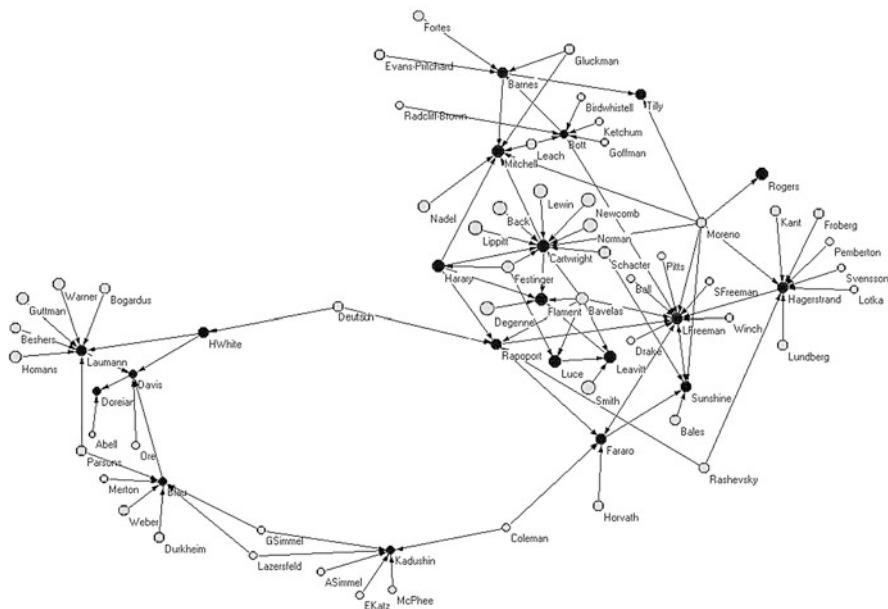 Fortes
Evans-Pritchard
Gluckman
Barnes
Tilly
Birdwhistell
Radcliff-Brown
Ketchum
Bott
Goffman
Leach
Mitchell
Rogers
Lewin
Newcomb
Nadel
Back
Moreno
Kant
Froberg
Lippitt
Norman
Pemberton
Cartwright
Schacter
Pitts
Svensson
Harary
Festinger
Ball
SFreeman
Hagerstrand
Lotka
Warner
Bogardus
Guttman
Degennel
Flament
Bavelas
Deutsch
LFreeman
Winch
Beshers
HWhite
Drake
Lundberg
Homans
Laumann
Rapoport
Luce
Leavitt
Davis
Doreian
Smith
Sunshine
Abell
Ore
Bales
Parsons
Fararo
Rashevsky
Merton
Blau
Weber
Horvath
Durkheim
GSimmel
Coleman
Lazersfeld
Kadushin
ASimmel
EKatz
McPhee